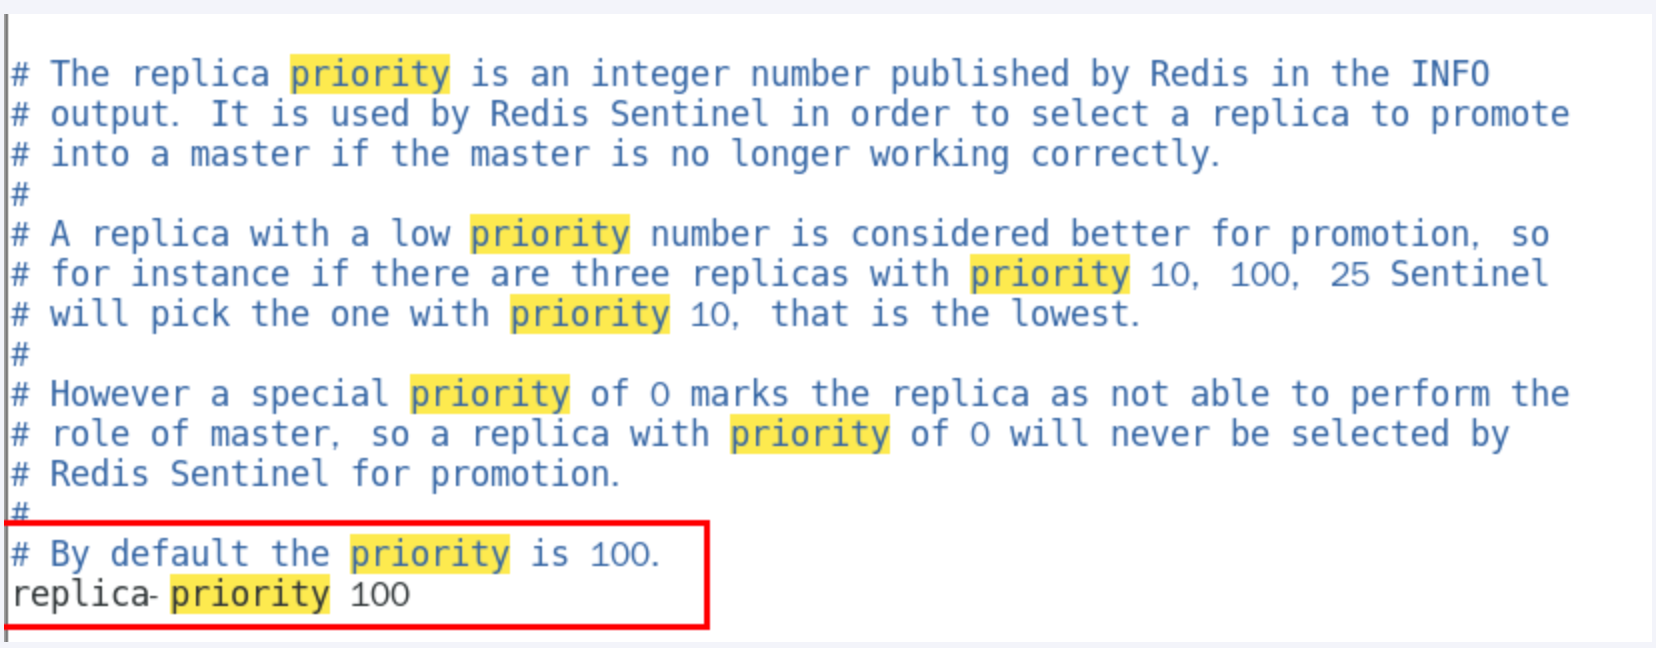 # The replica priority is an integer number published by Redis in the INFO
# output. It is used by Redis Sentinel in order to select a replica to promote
# into a master if the master is no longer working correctly.
#
# A replica with a low priority number is considered better for promotion, so
# for instance if there are three replicas with priority 10, 100, 25 Sentinel
# will pick the one with priority 10, that is the lowest.
#
# However a special priority of 0 marks the replica as not able to perform the
# role of master, so a replica with priority of 0 will never be selected by
# Redis Sentinel for promotion.
#
# By default the priority is 100.
replica-priority 100